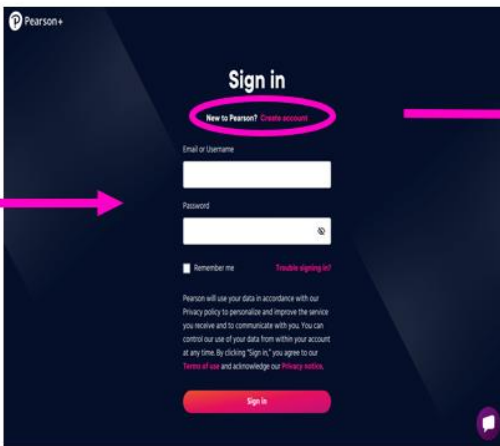 Pearson+
Sign in
New to Pearson? Create account
Email or Username
Password
Remember me Trouble signing in?
Pearson will use your data in accordance with our
Privacy policy to personalize and improve the service
you receive and to communicate with you. You can
control our use of your data from within your account
at any time. By clicking "Sign in," you agree to our
Terms of use and acknowledge our Privacy notice.
Sign in